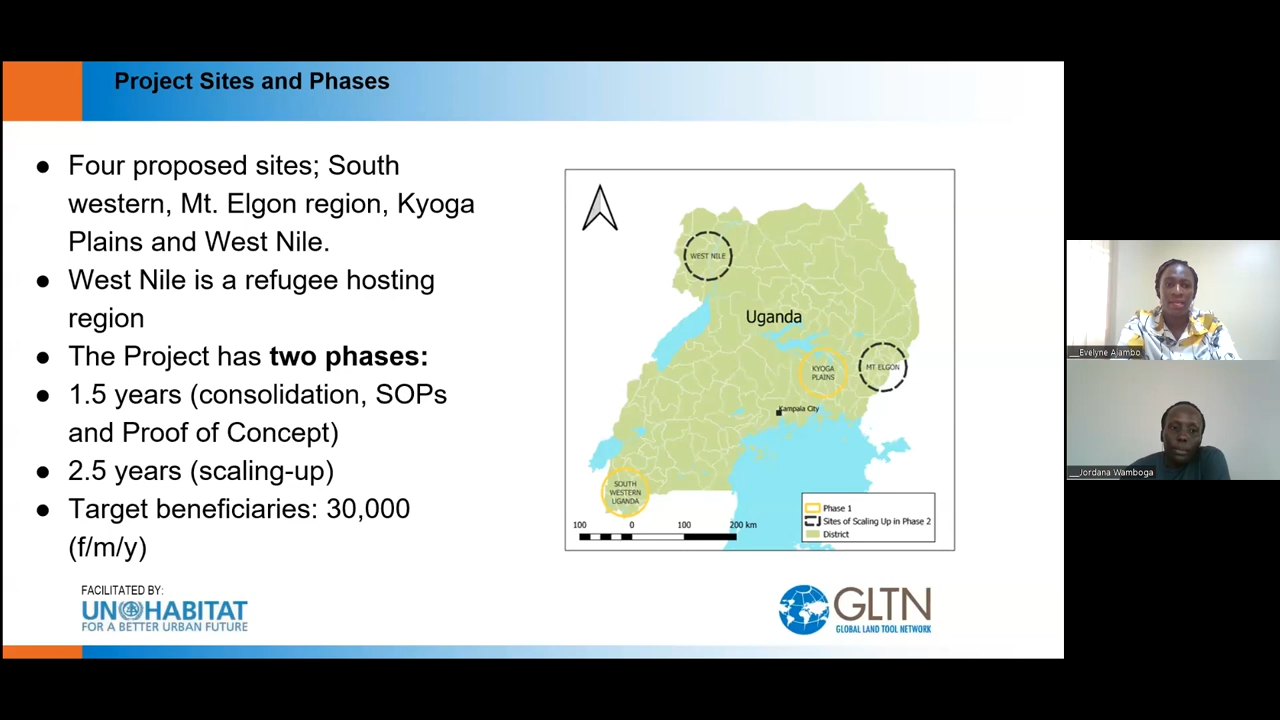 Project Sites and Phases
● Four proposed sites; South
western, Mt. Elgon region, Kyoga
Plains and West Nile.
● West Nile is a refugee hosting
region
● The Project has two phases:
● 1.5 years (consolidation, SOPs
and Proof of Concept)
● 2.5 years (scaling-up)
● Target beneficiaries: 30,000
(f/m/y)
WEST NILE
Uganda
KYOGA
PLAINS
MT ELGON
Kampala City
SOUTH
WESTERN
UGANDA
100 0 100 200 km
Phase 1
Sites of Scaling Up in Phase 2
District
FACILITATED BY:
UN HABITAT
FOR A BETTER URBAN FUTURE
GLTN
GLOBAL LAND TOOL NETWORK
__Evelyne Aiambo
__Jordana Wamboga